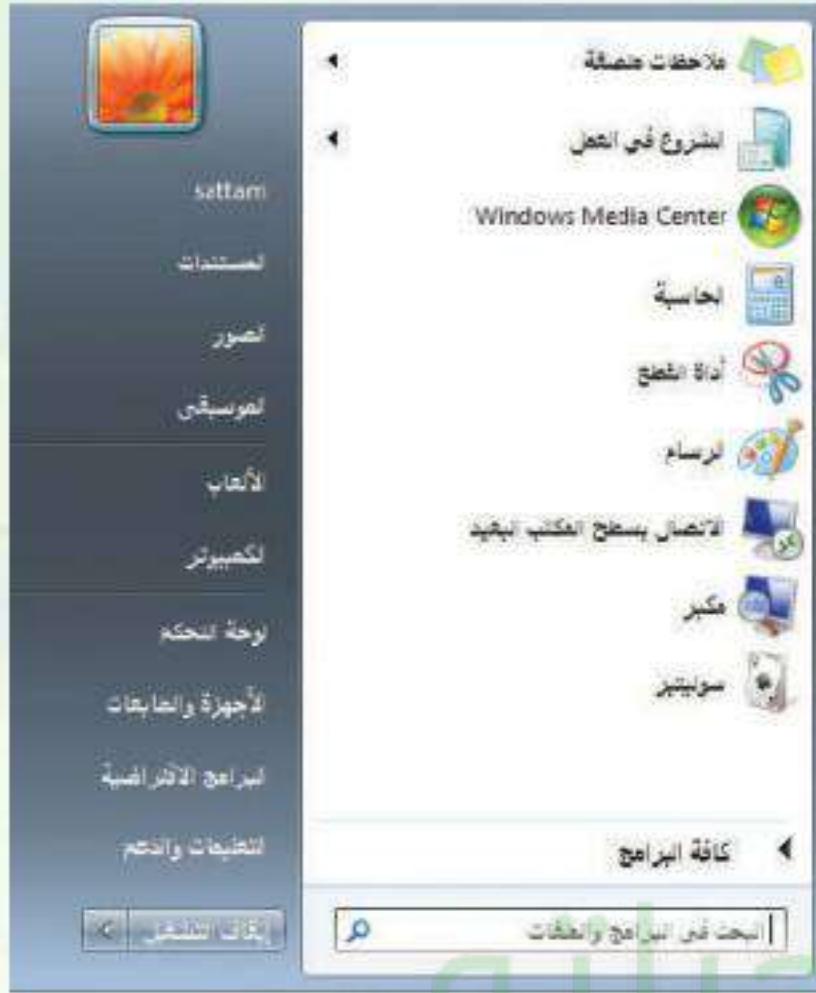 ملاحظات ملصقة
الشروع في العمل
Windows Media Center
الحاسبة
أداة القطع
الرسام
الاتصال بسطح المكتب البعيد
مكبر
سوليتير
كافة البرامج
البحث في البرامج والملفات
sattam
المستندات
الصور
الموسيقى
الألعاب
الكمبيوتر
لوحة التحكم
الأجهزة والطابعات
البرامج الافتراضية
التعليمات والدعم
إيقاف التشغيل